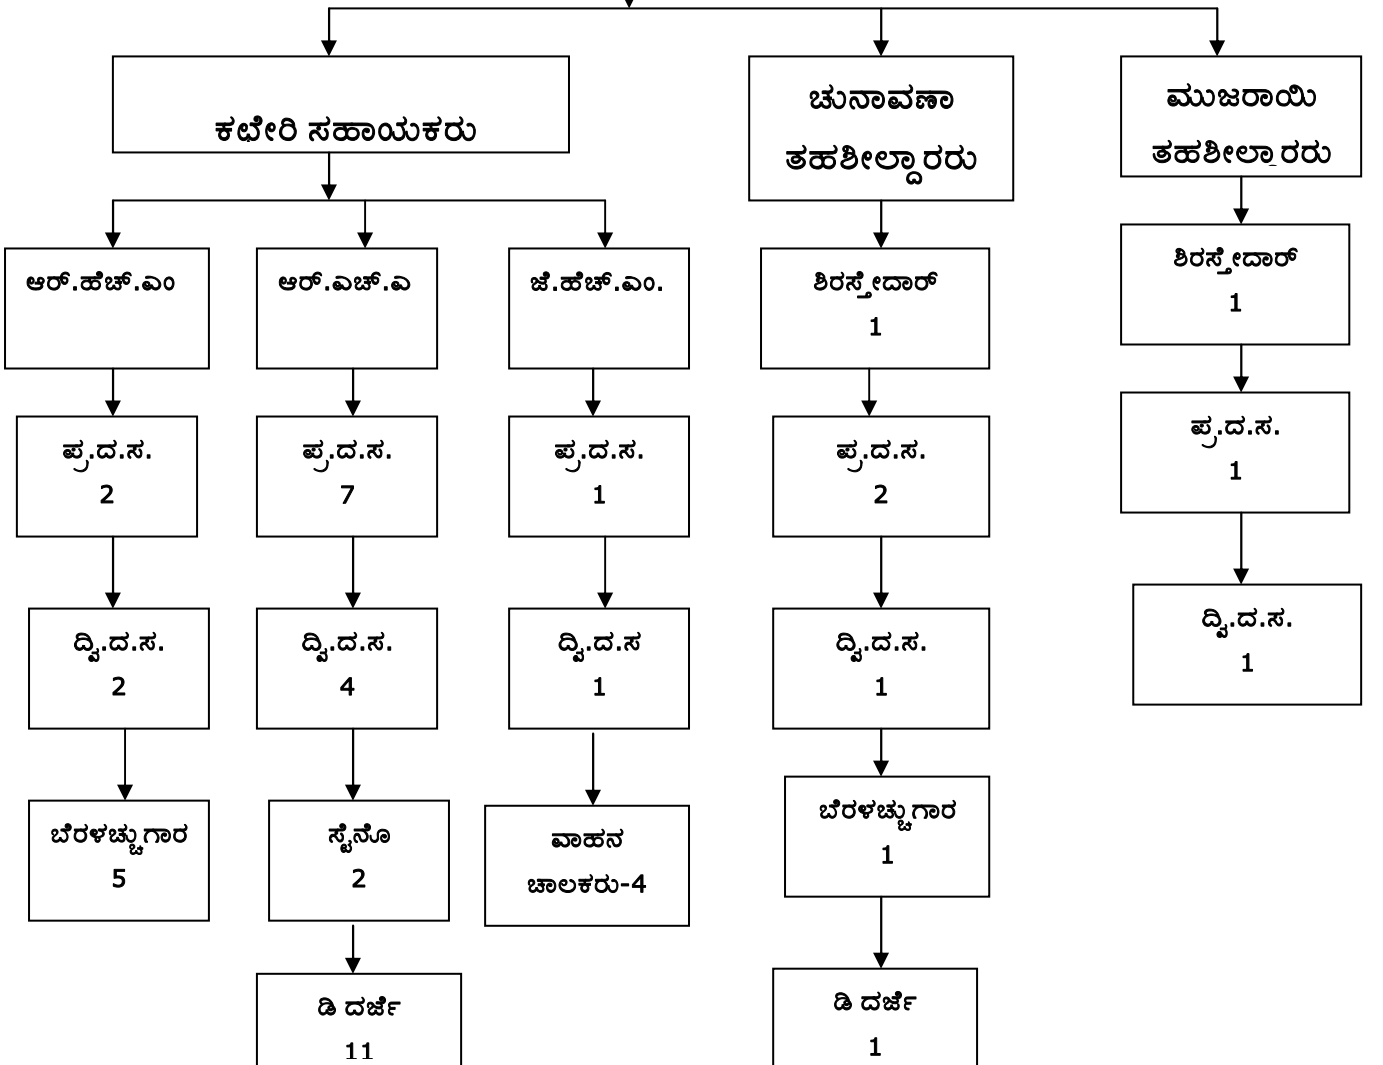 ಕಛೇರಿ ಸಹಾಯಕರು
ಚುನಾವಣಾ
ತಹಶೀಲ್ದಾರರು
ಮುಜರಾಯಿ
ತಹಶೀಲ್ದಾರರು
ಆರ್.ಹೆಚ್.ಎಂ
ಆರ್.ಎಚ್.ಎ
ಜೆ.ಹೆಚ್.ಎಂ.
ಶಿರಸ್ತೇದಾರ್
1
ಶಿರಸ್ತೇದಾರ್
1
ಪ್ರ.ದ.ಸ.
2
ಪ್ರ.ದ.ಸ.
7
ಪ್ರ.ದ.ಸ.
1
ಪ್ರ.ದ.ಸ.
2
ಪ್ರ.ದ.ಸ.
1
ದ್ವಿ.ದ.ಸ.
2
ದ್ವಿ.ದ.ಸ.
4
ದ್ವಿ.ದ.ಸ
1
ದ್ವಿ.ದ.ಸ.
1
ದ್ವಿ.ದ.ಸ.
1
ಬೆರಳಚ್ಚುಗಾರ
5
ಸ್ಟೆನೊ
2
ವಾಹನ
ಚಾಲಕರು-4
ಬೆರಳಚ್ಚುಗಾರ
1
ಡಿ ದರ್ಜೆ
11
ಡಿ ದರ್ಜೆ
1